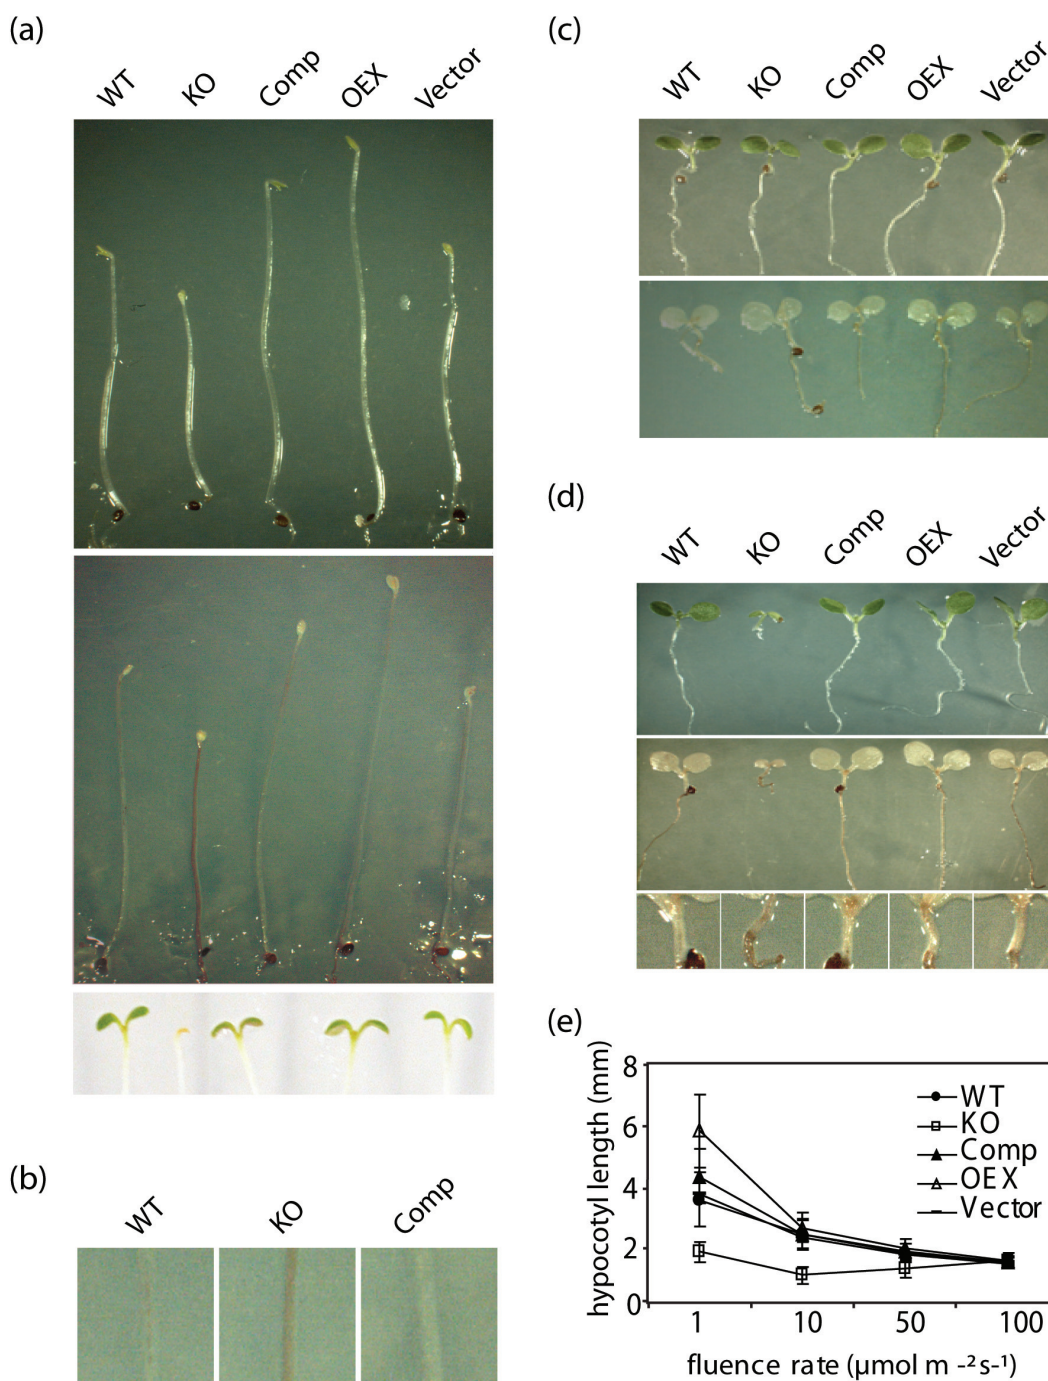 (a)
WT KO Comp OEX Vector
(b)
WT KO Comp
(c)
WT KO Comp OEX Vector
(d)
WT KO Comp OEX Vector
(e)
hypocotyl length (mm)
8
6
4
2
0
WT
KO
Comp
OEX
Vector
1 10 50 100
fluence rate (μmol m -²s-¹)